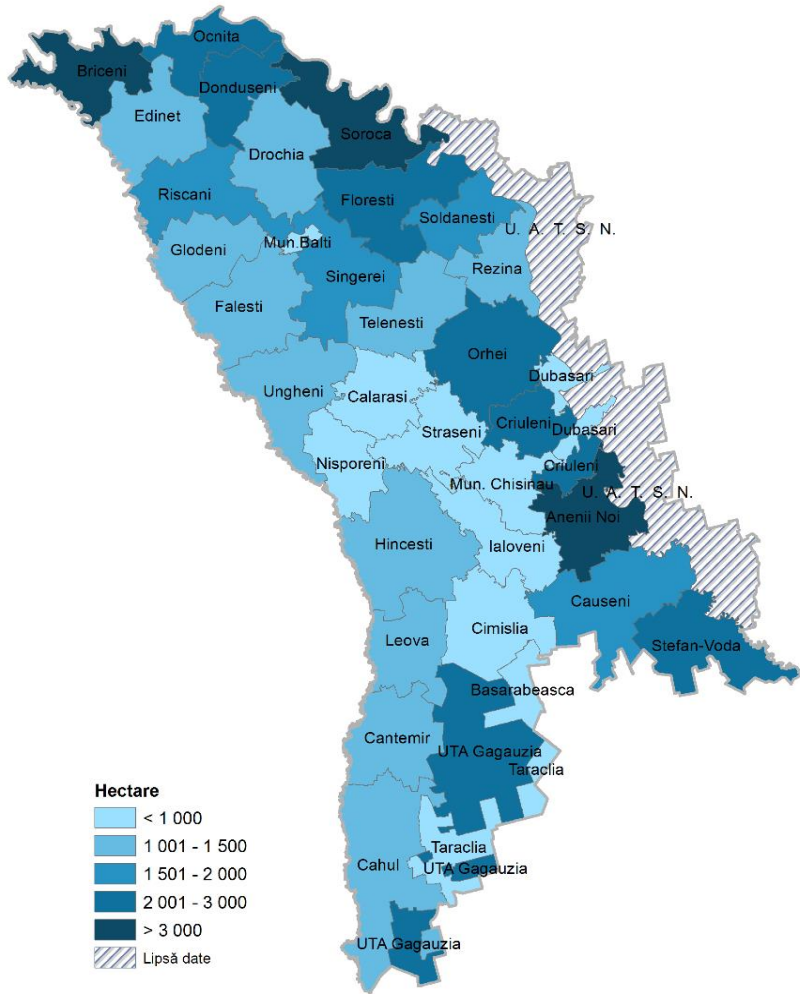 Ocnita
Briceni
Donduseni
Edinet
Soroca
Drochia
Riscani
Floresti
Soldanesti
U. A. T. S. N.
Glodeni
Mun.Balti
Rezina
Singerei
Falesti
Telenesti
Orhei
Dubasari
Ungheni
Calarasi
Criuleni
Dubasari
Straseni
Nisporeni
Criuleni
Mun. Chisinau
U. A. T. S. N.
Anenii Noi
Hincesti
Ialoveni
Causeni
Cimislia
Leova
Stefan-Voda
Basarabeasca
Cantemir
UTA Gagauzia
Taraclia
Taraclia
Cahul
UTA Gagauzia
UTA Gagauzia
Hectare
< 1 000
1 001 - 1 500
1 501 - 2 000
2 001 - 3 000
> 3 000
Lipsă date